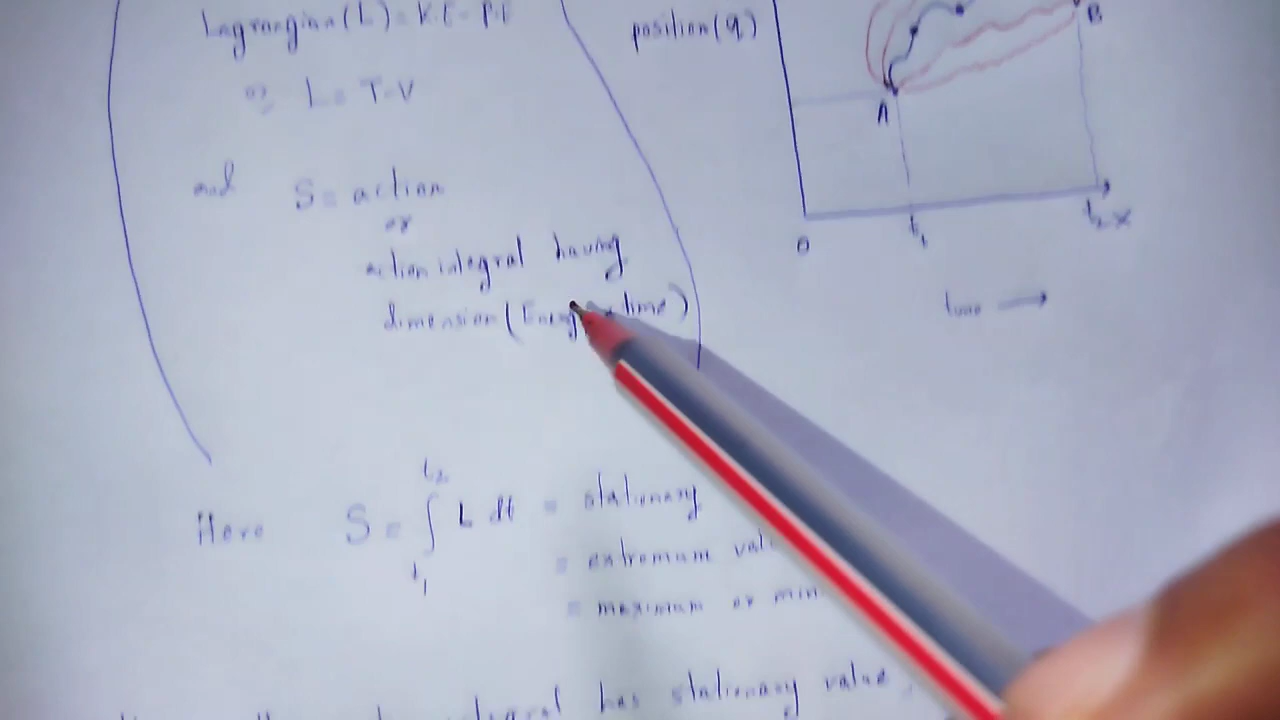 Lagrangian (L) = K.E - P.E
or, L = T-V
and S = action
or
action integral having
dimension (Energy x time)
Here S = ∫ L dt = stationary
t₂
t₁
= extremum
= maximum or min
integral has stationary value,
position (q)
A
B
0
t₁
t₂ X
time →